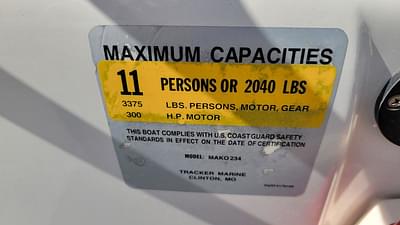 MAXIMUM CAPACITIES
11 PERSONS OR 2040 LBS
3375 LBS. PERSONS, MOTOR, GEAR
300 H.P. MOTOR
THIS BOAT COMPLIES WITH U.S. COAST GUARD SAFETY
STANDARDS IN EFFECT ON THE DATE OF CERTIFICATION
MODEL: MAKO 234
TRACKER MARINE
CLINTON, MO